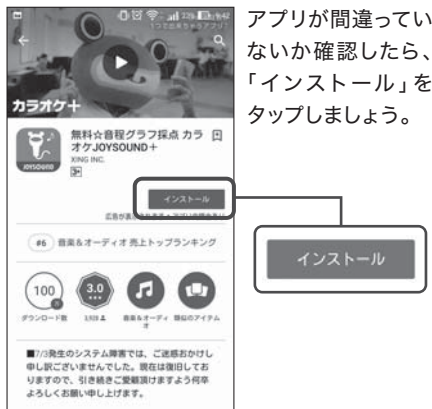 アプリが間違ってい
ないか確認したら、
「インストール」を
タップしましょう。
9:42
カラオケ+
無料☆音程グラフ採点 カラ
オケJOYSOUND+
XING INC.
3+
JOYSOUND
インストール
#6 音楽&オーディオ 売上トップランキング
100
3.0
ダウンロード数
3,928
音楽&オーディ
オ
類似のアイテム
■7/3発生のシステム障害では、ご迷惑おかけし
申し訳ございませんでした。現在は復旧してお
りますので、引き続きご愛顧頂けますよう何卒
よろしくお願い申し上げます。
インストール